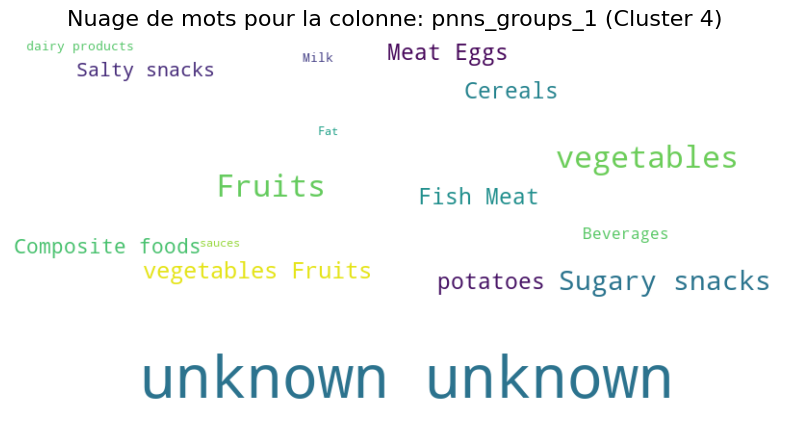 Nuage de mots pour la colonne: pnns_groups_1 (Cluster 4)
dairy products
Milk
Meat Eggs
Salty snacks
Cereals
Fat
vegetables
Fruits
Fish Meat
Beverages
Composite foods
sauces
vegetables Fruits
potatoes
Sugary snacks
unknown unknown